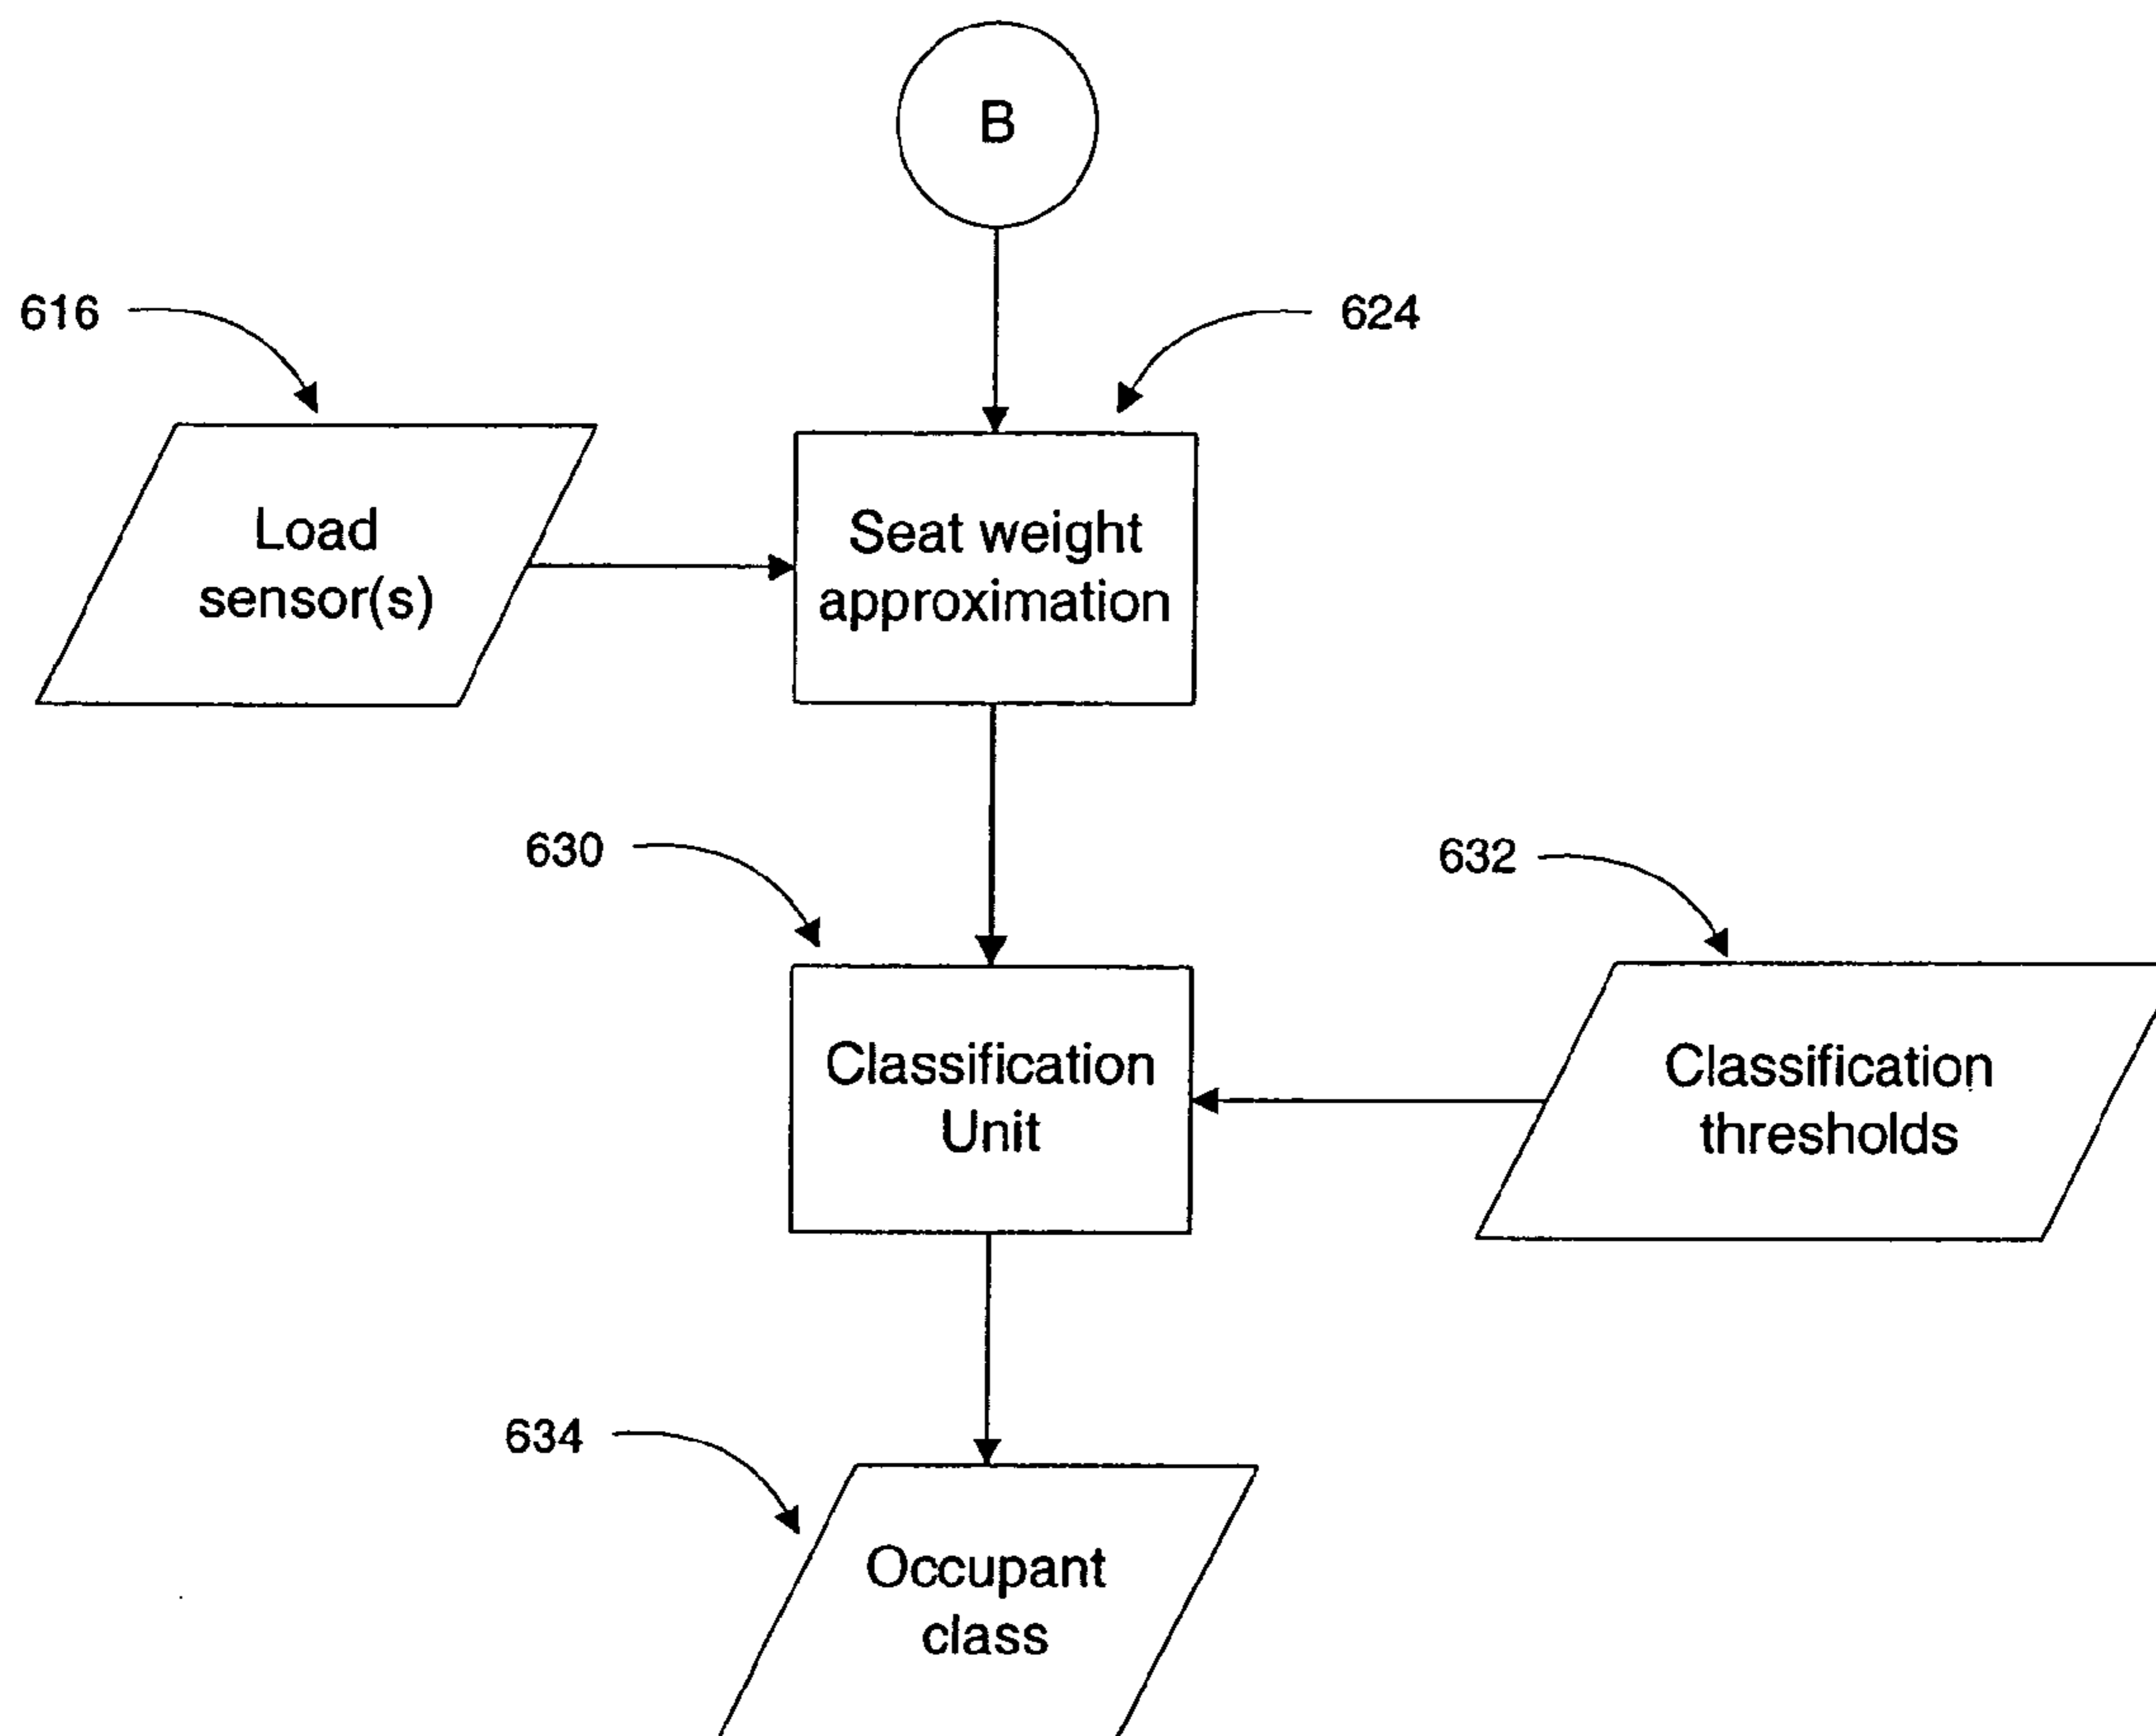 B
616
624
Load
sensor(s)
Seat weight
approximation
630
632
Classification
Unit
Classification
thresholds
634
Occupant
class